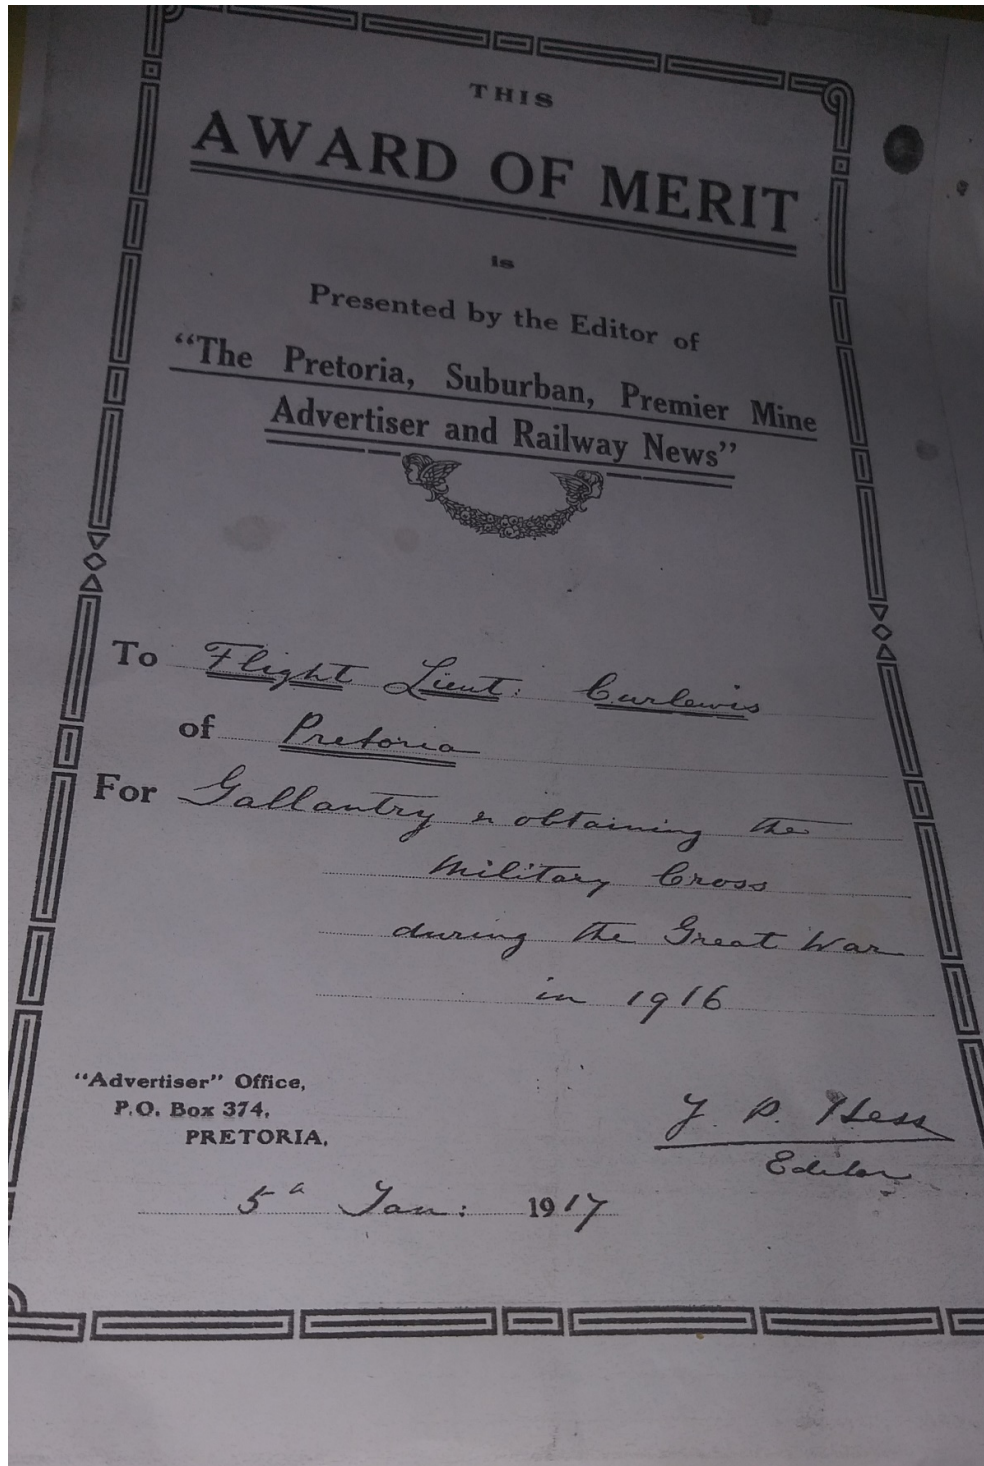 THIS
AWARD OF MERIT
is
Presented by the Editor of
“The Pretoria, Suburban, Premier Mine
Advertiser and Railway News”
To Flight Lieut: Curlewis
of Pretoria
For Gallantry & obtaining the
Military Cross
during the Great War
in 1916
“Advertiser” Office,
P.O. Box 374,
PRETORIA,
P. Hess
Editor
5 Jan: 1917